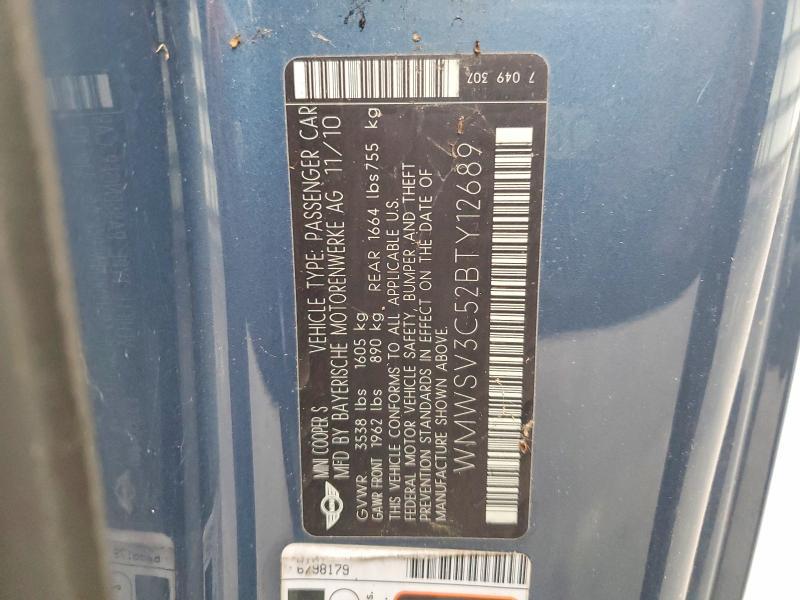 MINI COOPER S VEHICLE TYPE: PASSENGER CAR
MFD BY BAYERISCHE MOTORENWERKE AG 11/10
GVWR 3538 lbs 1605 kg
GAWR FRONT 1962 lbs 890 kg REAR 1664 lbs 755 kg
THIS VEHICLE CONFORMS TO ALL APPLICABLE U.S.
FEDERAL MOTOR VEHICLE SAFETY, BUMPER, AND THEFT
PREVENTION STANDARDS IN EFFECT ON THE DATE OF
MANUFACTURE SHOWN ABOVE.
WMWSV3C52BTY12689
7 049 307
6798179